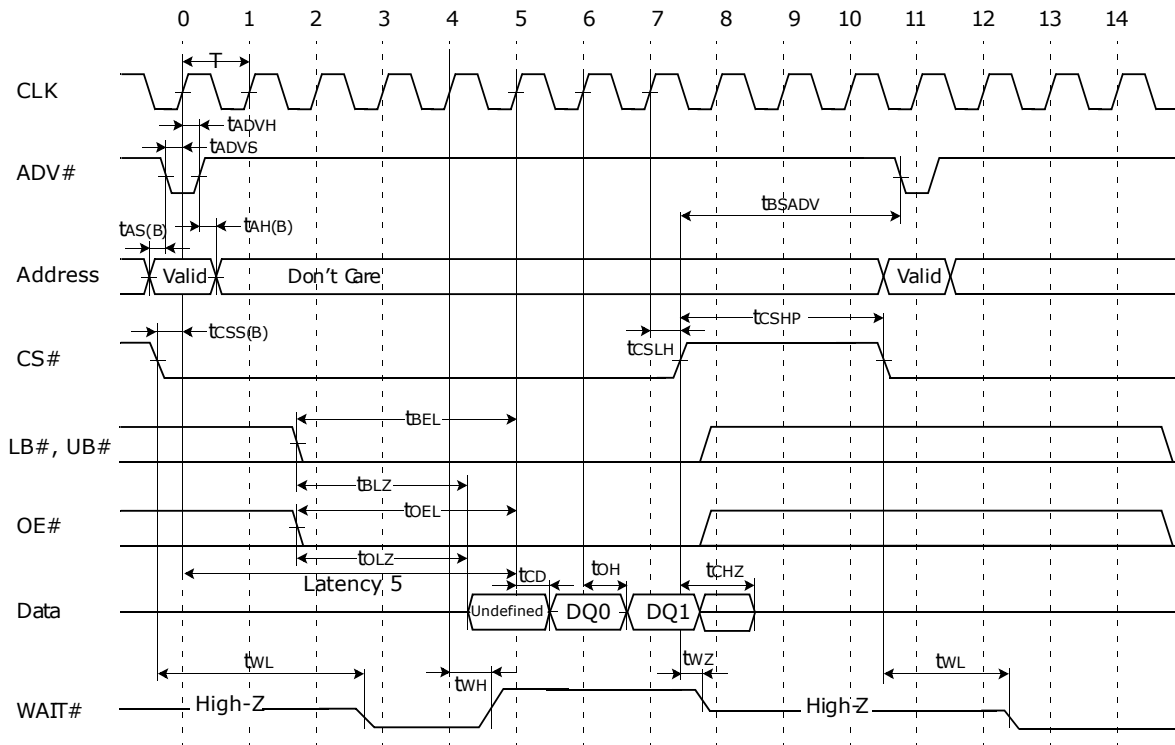 0 1 2 3 4 5 6 7 8 9 10 11 12 13 14
T
CLK
tADVH
tADVS
ADV#
tBSADV
tAS(B)
tAH(B)
Address Valid Don't Care Valid
tCSS(B)
tCSHP
tCSLH
CS#
tBEL
LB#, UB#
tBLZ
tOEL
OE#
tOLZ
Latency 5
tCD
tOH
tCHZ
Data Undefined DQ0 DQ1
tWL
tWH
tWZ
tWL
High-Z
High-Z
WAIT#